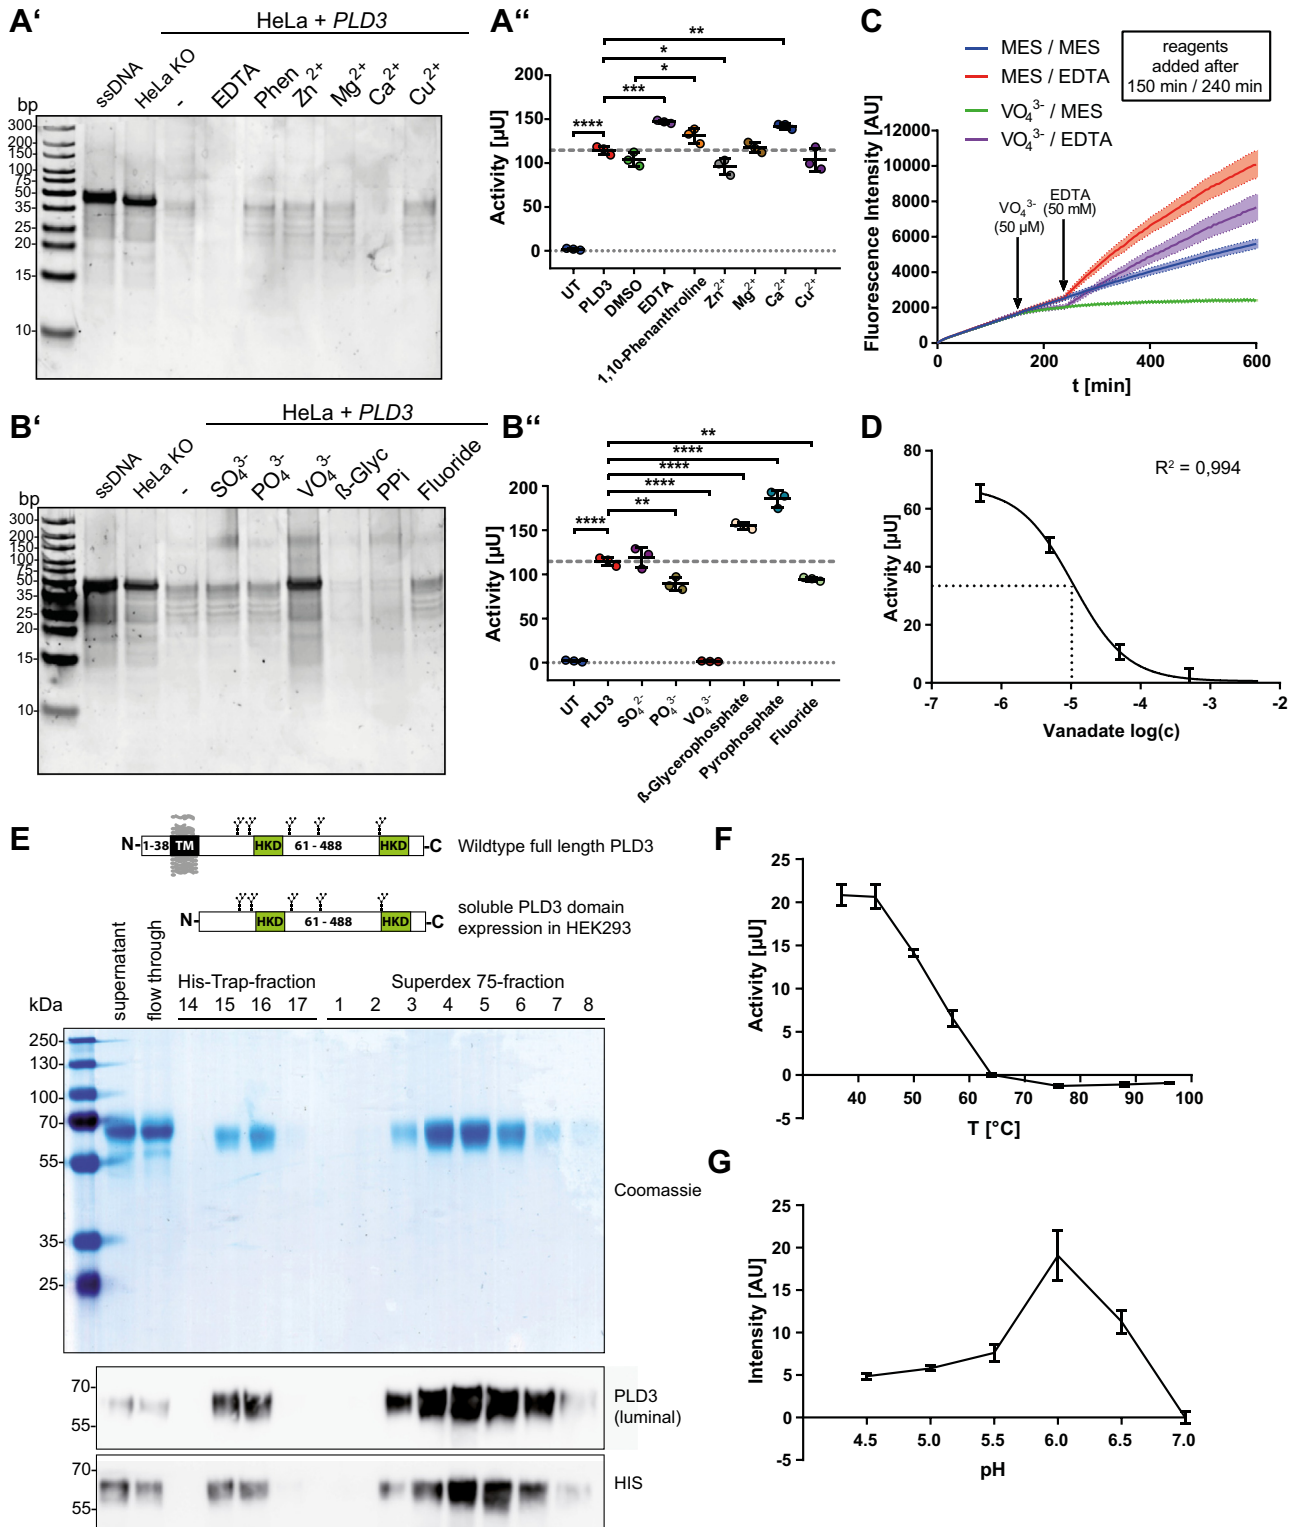 A‘
HeLa + PLD3
bp
ssDNA
HeLa KO
-
EDTA
Phen
Zn2+
Mg2+
Ca2+
Cu2+
300
200
150
100
75
50
35
25
20
15
10
A‘‘
**
*
*
***
****
Activity [µU]
200
150
100
50
0
UT
PLD3
DMSO
EDTA
1,10-Phenanthroline
Zn2+
Mg2+
Ca2+
Cu2+
C
MES / MES
MES / EDTA
VO43- / MES
VO43- / EDTA
reagents
added after
150 min / 240 min
Fluorescence Intensity [AU]
12000
10000
8000
6000
4000
2000
0
VO43-
(50 µM)
EDTA
(50 mM)
0
200
400
600
t [min]
B‘
HeLa + PLD3
bp
ssDNA
HeLa KO
-
SO43-
PO43-
VO43-
ß-Glyc
PPi
Fluoride
300
200
150
100
75
50
35
25
20
15
10
B‘‘
**
****
****
****
**
****
Activity [µU]
200
150
100
50
0
UT
PLD3
SO42-
PO43-
VO43-
ß-Glycerophosphate
Pyrophosphate
Fluoride
D
R2 = 0,994
Activity [µU]
80
60
40
20
0
-7
-6
-5
-4
-3
-2
Vanadate log(c)
E
N-
1-38
TM
HKD
61 - 488
HKD
-C
Wildtype full length PLD3
N-
HKD
61 - 488
HKD
-C
soluble PLD3 domain
expression in HEK293
supernatant
flow through
His-Trap-fraction
Superdex 75-fraction
kDa
14 15 16 17 1 2 3 4 5 6 7 8
250
130
100
70
55
35
25
Coomassie
70
55
PLD3
(luminal)
70
55
HIS
F
Activity [µU]
25
20
15
10
5
0
-5
40
50
60
70
80
90
100
T [°C]
G
Intensity [AU]
25
20
15
10
5
0
-5
4.5
5.0
5.5
6.0
6.5
7.0
pH